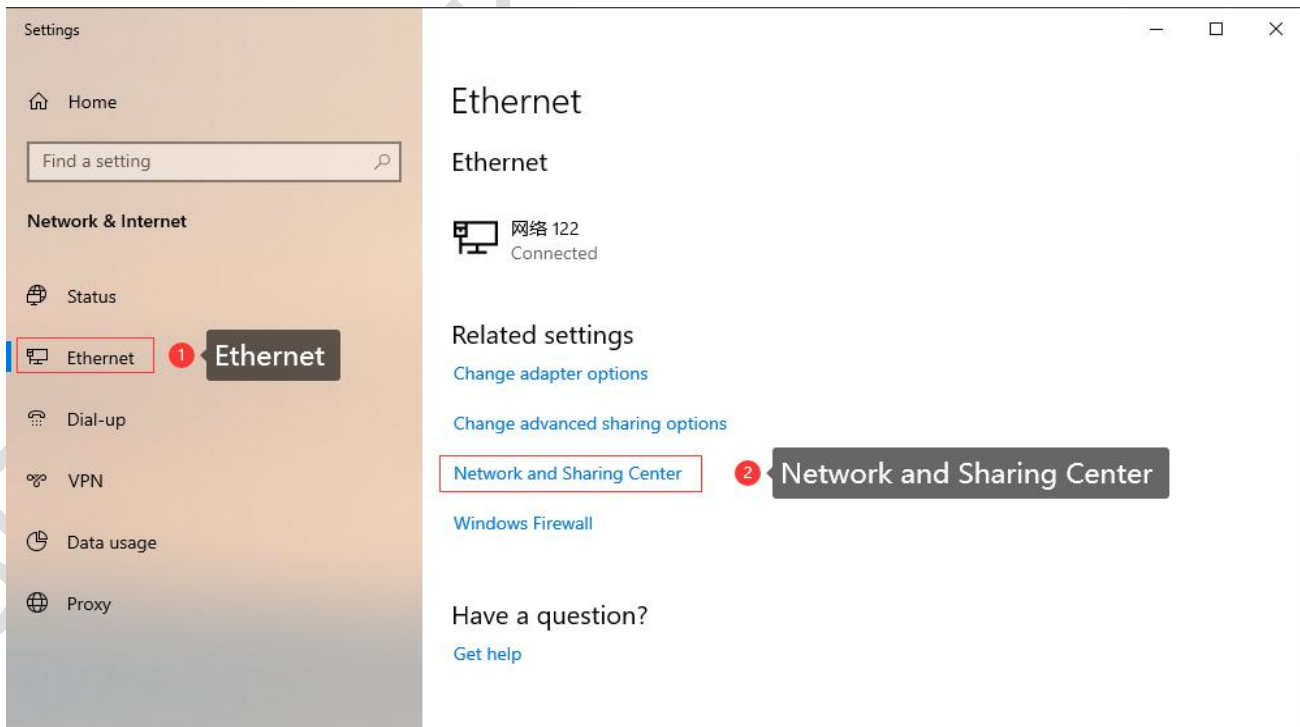 Settings
Home
Find a setting
Network & Internet
Status
Ethernet
1 Ethernet
Dial-up
VPN
Data usage
Proxy
Ethernet
Ethernet
网络 122
Connected
Related settings
Change adapter options
Change advanced sharing options
Network and Sharing Center
2 Network and Sharing Center
Windows Firewall
Have a question?
Get help